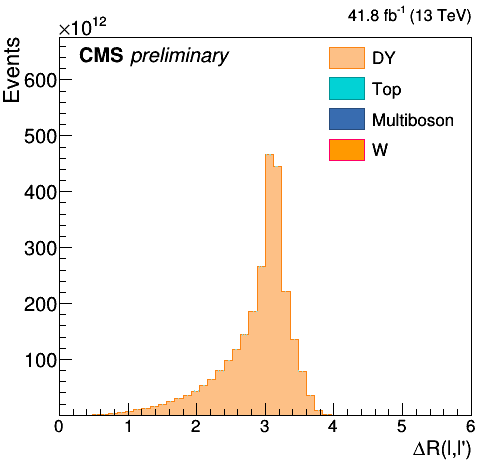 41.8 fb⁻¹ (13 TeV)
×10¹²
CMS preliminary
Events
DY
Top
Multiboson
W
600
500
400
300
200
100
0 1 2 3 4 5 6
ΔR(l,l')